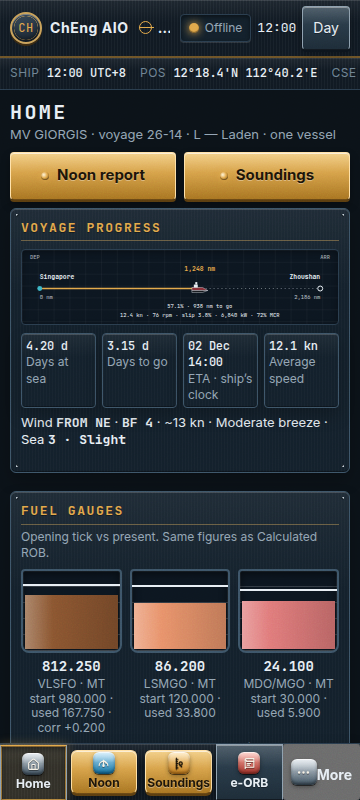 CH ChEng AIO ... Offline 12:00 Day
SHIP 12:00 UTC+8 POS 12°18.4'N 112°40.2'E CSE
HOME
MV GIORGIS · voyage 26-14 · L — Laden · one vessel
Noon report
Soundings
VOYAGE PROGRESS
DEP ARR
1,248 nm
Singapore Zhoushan
0 nm 2,186 nm
57.1% · 938 nm to go
12.4 kn · 76 rpm · slip 3.8% · 6,840 kW · 72% MCR
4.20 d
Days at
sea
3.15 d
Days to go
02 Dec
14:00
ETA · ship's
clock
12.1 kn
Average
speed
Wind FROM NE · BF 4 · ~13 kn · Moderate breeze ·
Sea 3 · Slight
FUEL GAUGES
Opening tick vs present. Same figures as Calculated
ROB.
812.250
VLSFO · MT
start 980.000 ·
used 167.750 ·
corr +0.200
86.200
LSMGO · MT
start 120.000 ·
used 33.800
24.100
MDO/MGO · MT
start 30.000 ·
used 5.900
Home
Noon
Soundings
e-ORB
More